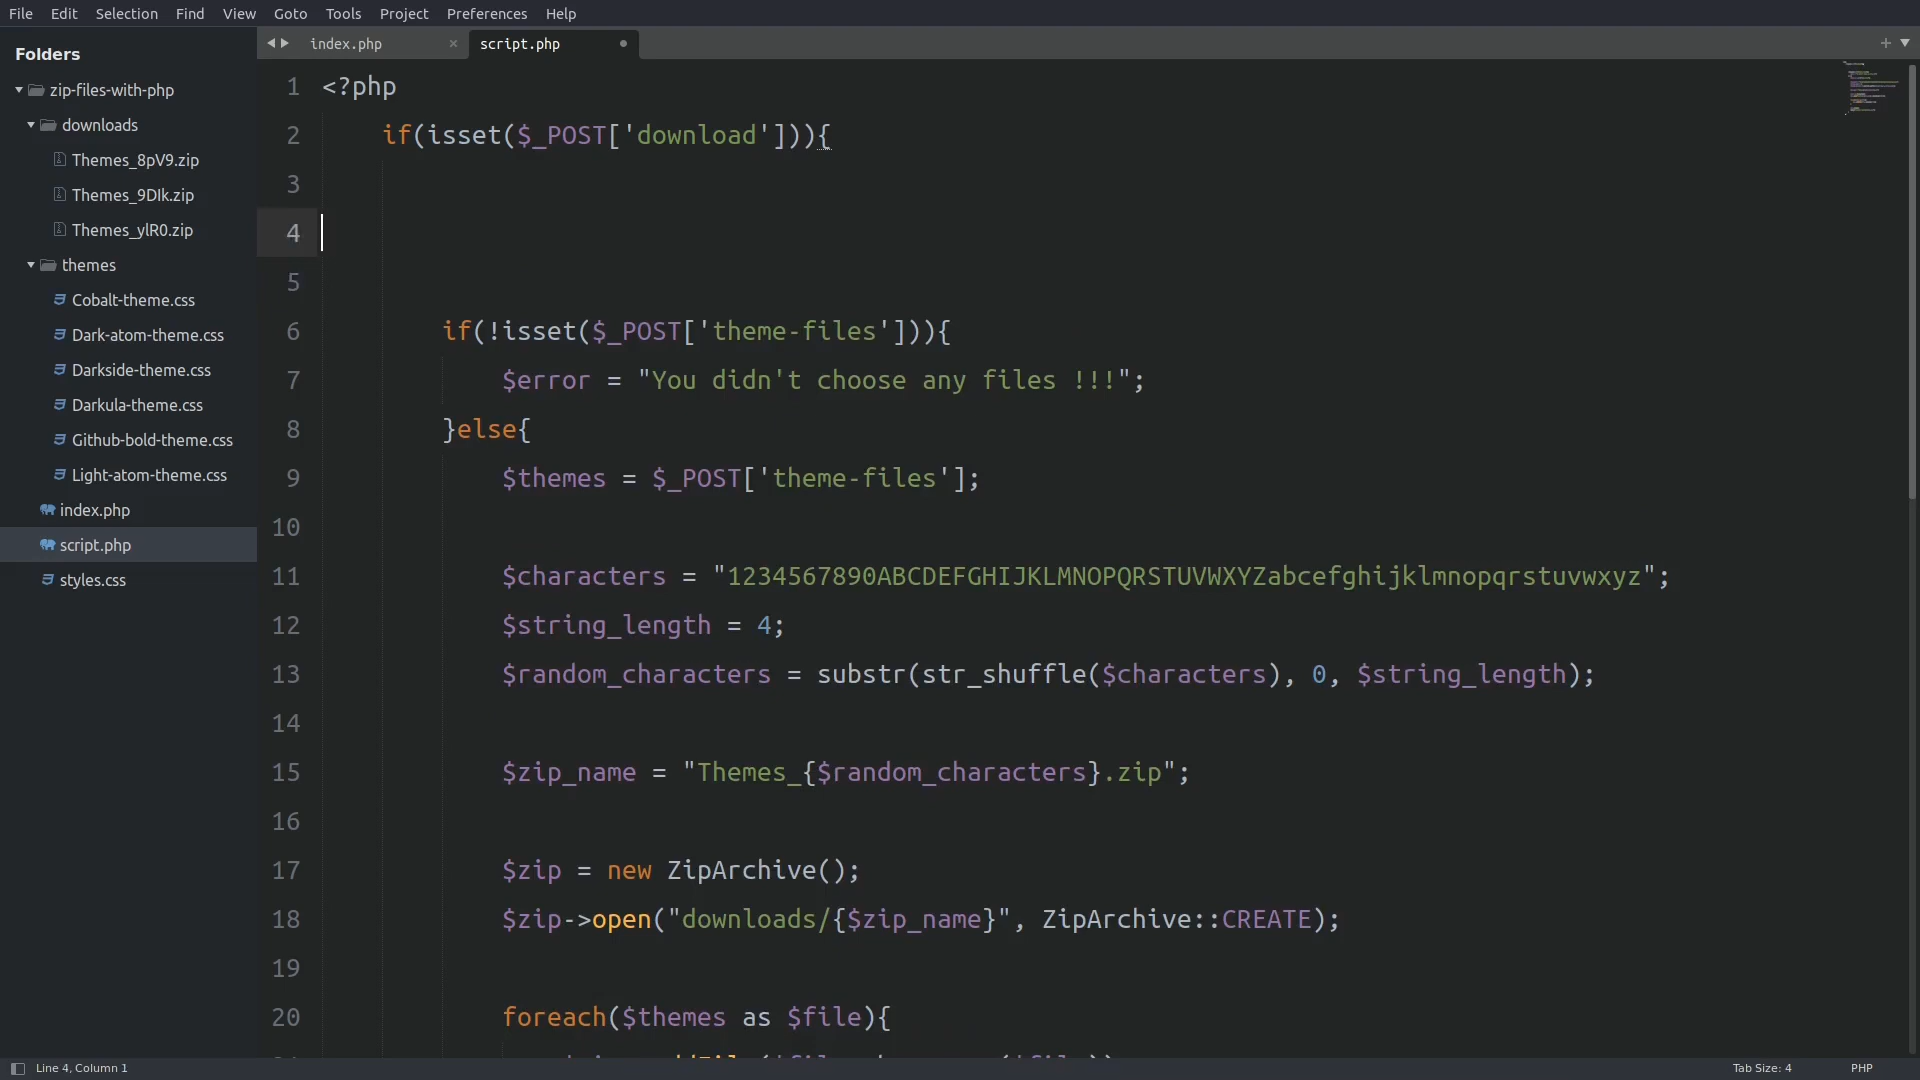 File Edit Selection Find View Goto Tools Project Preferences Help
Folders
zip-files-with-php
downloads
Themes_8pV9.zip
Themes_9DIk.zip
Themes_ylR0.zip
themes
Cobalt-theme.css
Dark-atom-theme.css
Darkside-theme.css
Darkula-theme.css
Github-bold-theme.css
Light-atom-theme.css
index.php
script.php
styles.css
index.php × script.php
1 <?php
2 if(isset($_POST['download'])){
3
4
5
6 if(!isset($_POST['theme-files'])){
7 $error = "You didn't choose any files !!!";
8 }else{
9 $themes = $_POST['theme-files'];
10
11 $characters = "1234567890ABCDEFGHIJKLMNOPQRSTUVWXYZabcefghijklmnopqrstuvwxyz";
12 $string_length = 4;
13 $random_characters = substr(str_shuffle($characters), 0, $string_length);
14
15 $zip_name = "Themes_{$random_characters}.zip";
16
17 $zip = new ZipArchive();
18 $zip->open("downloads/{$zip_name}", ZipArchive::CREATE);
19
20 foreach($themes as $file){
Line 4, Column 1 Tab Size: 4 PHP